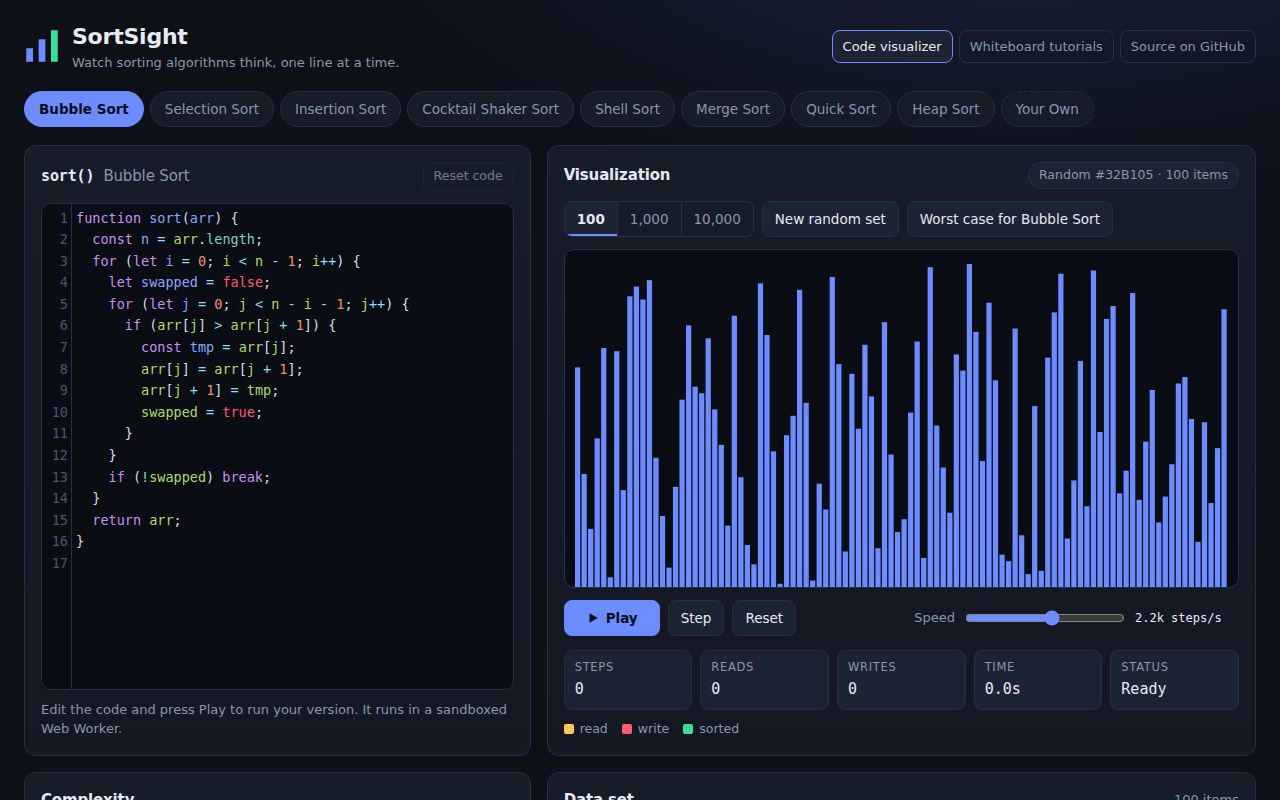 SortSight
Watch sorting algorithms think, one line at a time.
Code visualizer
Whiteboard tutorials
Source on GitHub
Bubble Sort
Selection Sort
Insertion Sort
Cocktail Shaker Sort
Shell Sort
Merge Sort
Quick Sort
Heap Sort
Your Own
sort() Bubble Sort
Reset code
1 function sort(arr) {
2   const n = arr.length;
3   for (let i = 0; i < n - 1; i++) {
4     let swapped = false;
5     for (let j = 0; j < n - i - 1; j++) {
6       if (arr[j] > arr[j + 1]) {
7         const tmp = arr[j];
8         arr[j] = arr[j + 1];
9         arr[j + 1] = tmp;
10         swapped = true;
11       }
12     }
13     if (!swapped) break;
14   }
15   return arr;
16 }
17
Edit the code and press Play to run your version. It runs in a sandboxed
Web Worker.
Visualization
Random #32B105 · 100 items
100
1,000
10,000
New random set
Worst case for Bubble Sort
Play
Step
Reset
Speed
2.2k steps/s
STEPS
0
READS
0
WRITES
0
TIME
0.0s
STATUS
Ready
read
write
sorted
Complexity
Data set
100 items